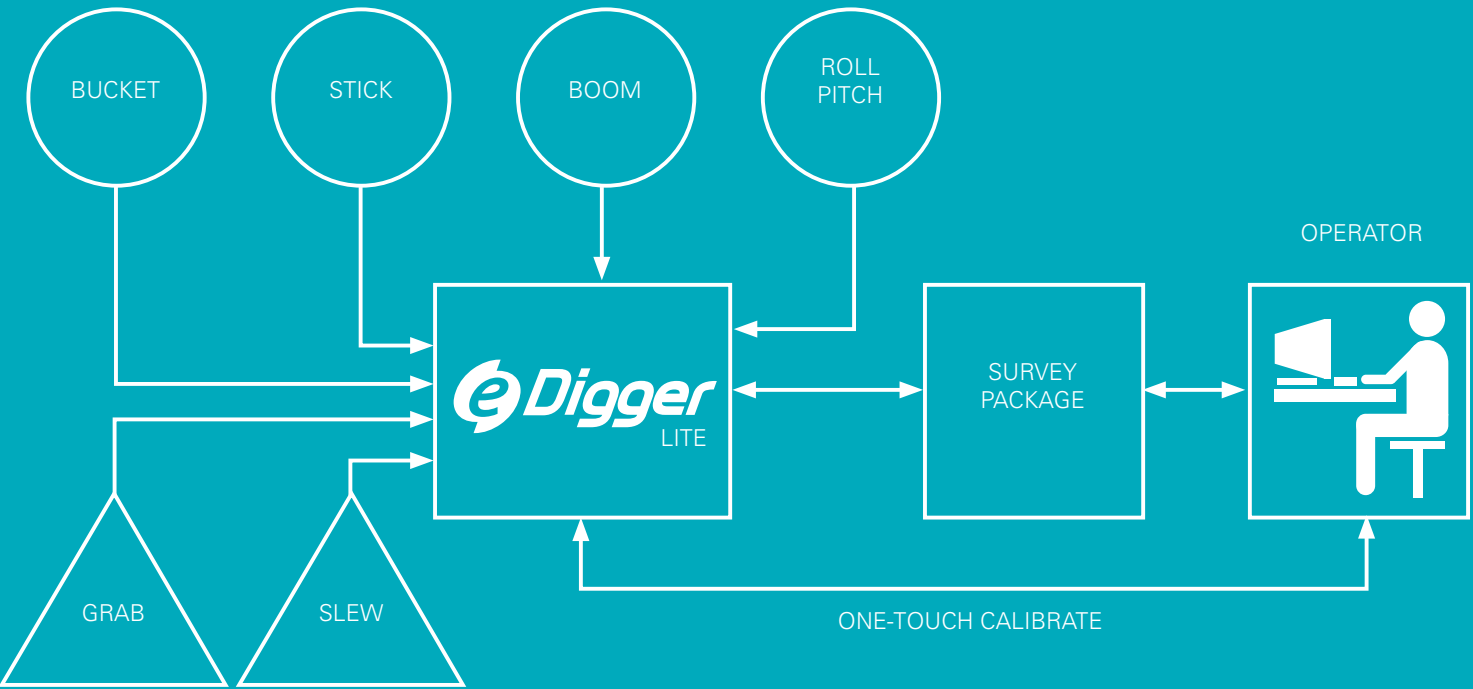 BUCKET
STICK
BOOM
ROLL
PITCH
OPERATOR
eDigger
LITE
SURVEY
PACKAGE
GRAB
SLEW
ONE-TOUCH CALIBRATE